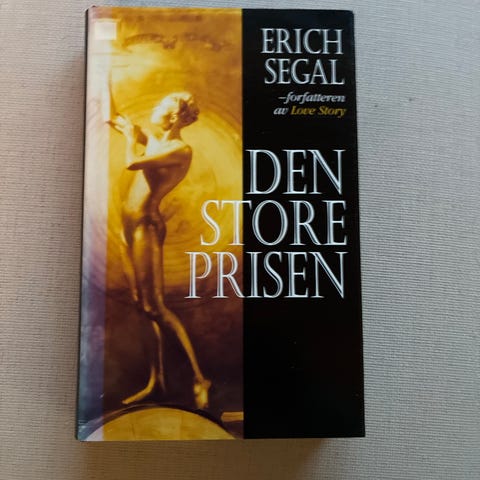 ERICH
SEGAL
–forfatteren
av Love Story
DEN
STORE
PRISEN